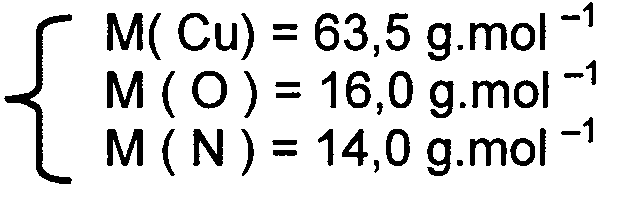 M( Cu) = 63,5 g.mol ⁻¹
M ( O ) = 16,0 g.mol ⁻¹
M ( N ) = 14,0 g.mol ⁻¹